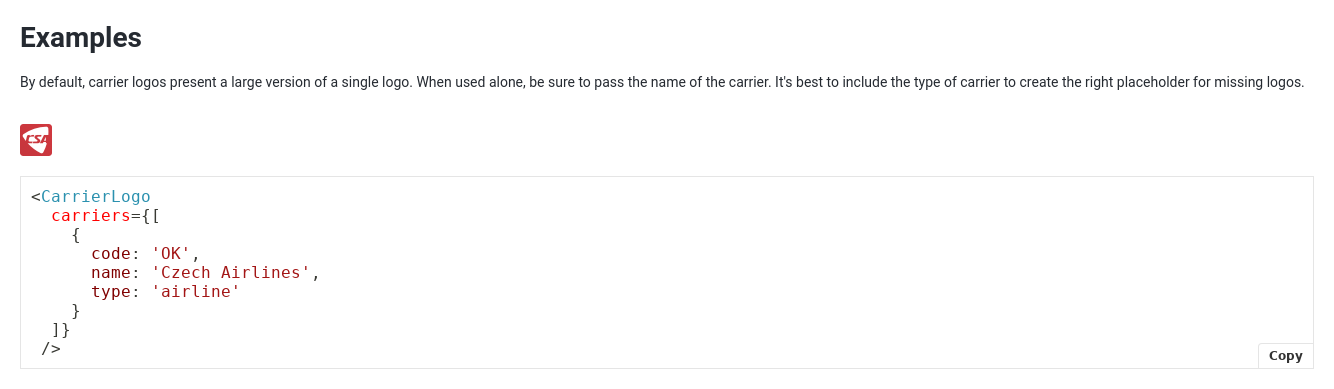 Examples
By default, carrier logos present a large version of a single logo. When used alone, be sure to pass the name of the carrier. It's best to include the type of carrier to create the right placeholder for missing logos.
CSA
<CarrierLogo
  carriers={[
    {
      code: 'OK',
      name: 'Czech Airlines',
      type: 'airline'
    }
  ]}
 />
Copy